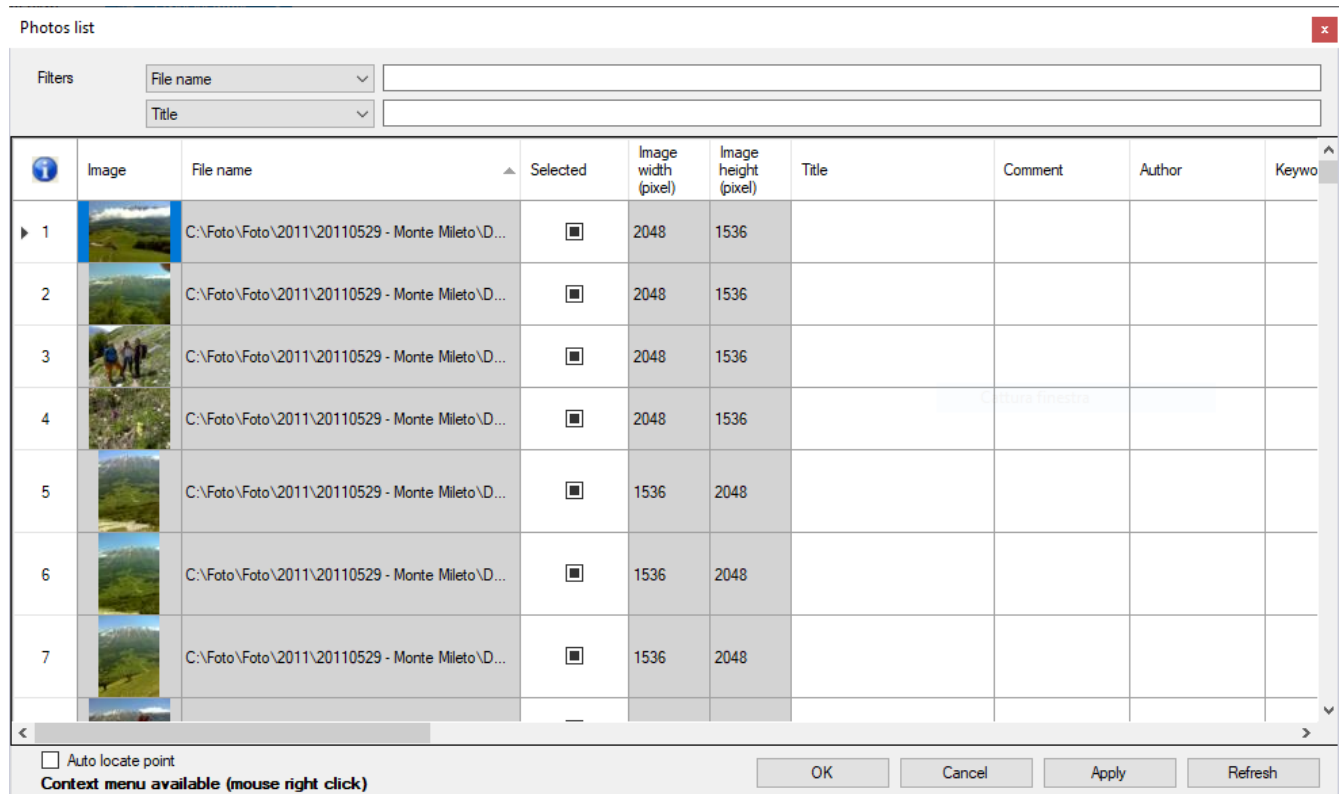 Photos list
x
Filters
File name
Title
Image
File name
Selected
Image width (pixel)
Image height (pixel)
Title
Comment
Author
Keywo
1
C:\Foto\Foto\2011\20110529 - Monte Mileto\D...
2048
1536
2
C:\Foto\Foto\2011\20110529 - Monte Mileto\D...
2048
1536
3
C:\Foto\Foto\2011\20110529 - Monte Mileto\D...
2048
1536
Cattura finestra
4
C:\Foto\Foto\2011\20110529 - Monte Mileto\D...
2048
1536
5
C:\Foto\Foto\2011\20110529 - Monte Mileto\D...
1536
2048
6
C:\Foto\Foto\2011\20110529 - Monte Mileto\D...
1536
2048
7
C:\Foto\Foto\2011\20110529 - Monte Mileto\D...
1536
2048
Auto locate point
Context menu available (mouse right click)
OK
Cancel
Apply
Refresh